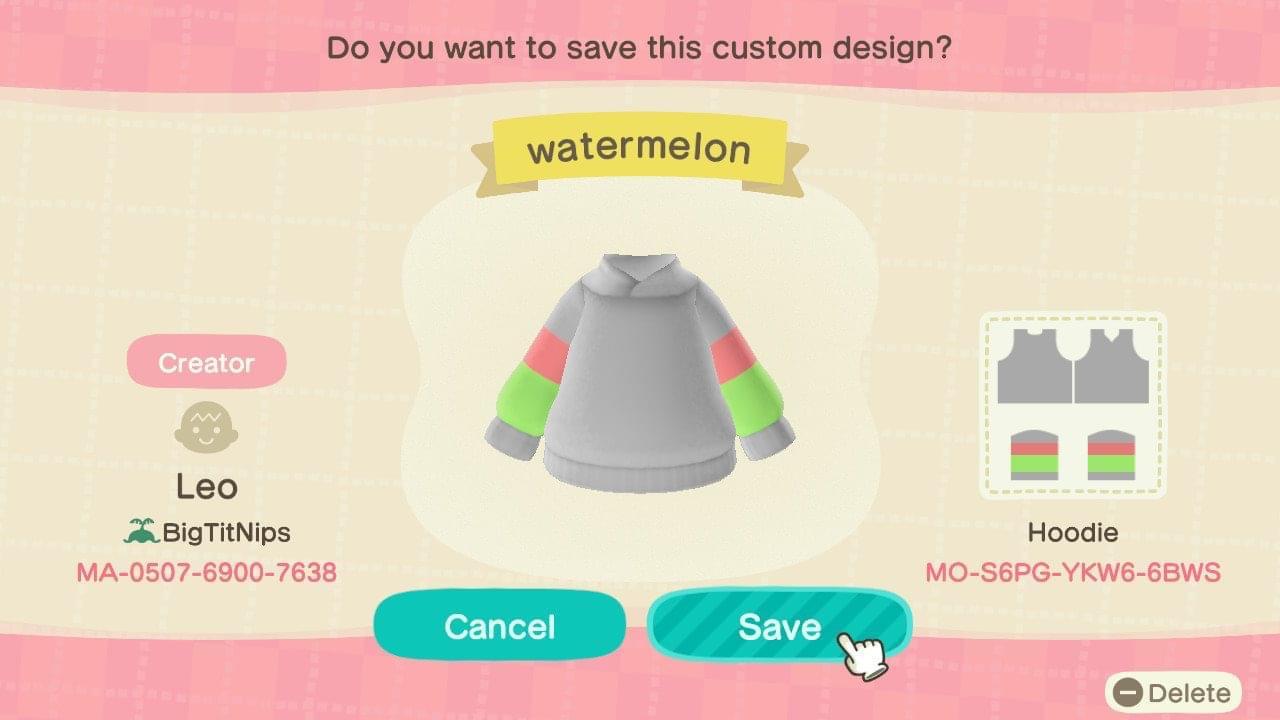 Do you want to save this custom design?
watermelon
Creator
Leo
BigTitNips
MA-0507-6900-7638
Hoodie
MO-S6PG-YKW6-6BWS
Cancel
Save
Delete